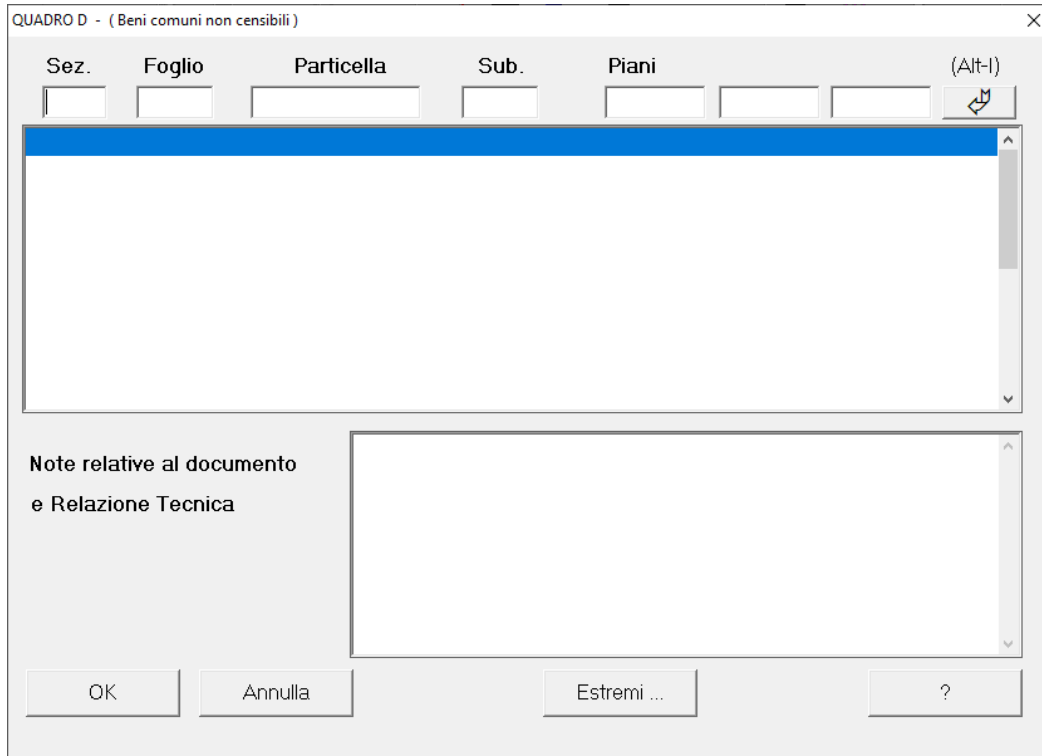 QUADRO D - ( Beni comuni non censibili )
Sez. Foglio Particella Sub. Piani (Alt-I)
Note relative al documento
e Relazione Tecnica
OK Annulla Estremi ... ?